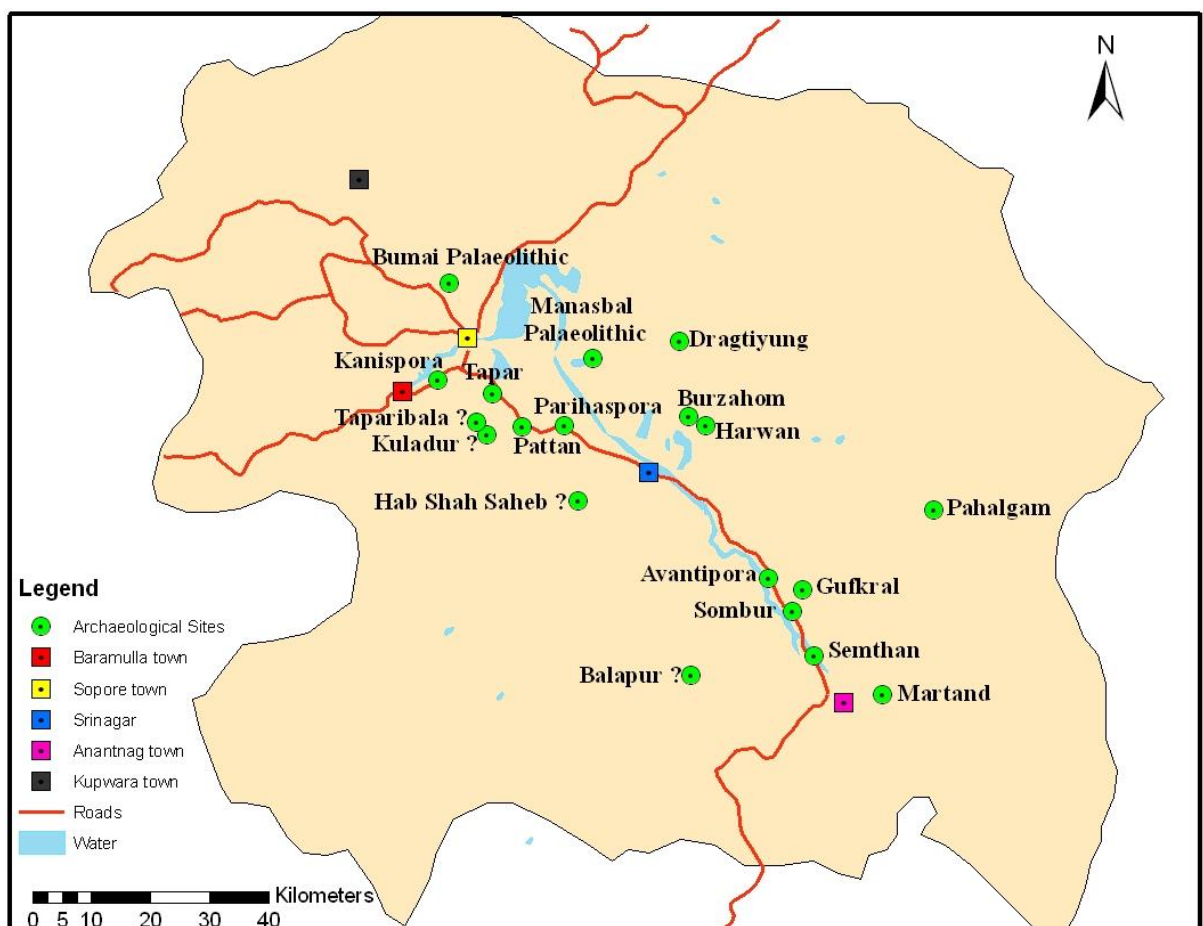 N
Bumai Palaeolithic
Manasbal
Palaeolithic
Dragtiyung
Kanispora
Tapar
Burzahom
Parihaspora
Harwan
Taparibala ?
Kuladur ?
Pattan
Hab Shah Saheb ?
Pahalgam
Avantipora
Gufkral
Sombur
Semthan
Balapur ?
Martand
Legend
Archaeological Sites
Baramulla town
Sopore town
Srinagar
Anantnag town
Kupwara town
Roads
Water
Kilometers
0 5 10 20 30 40